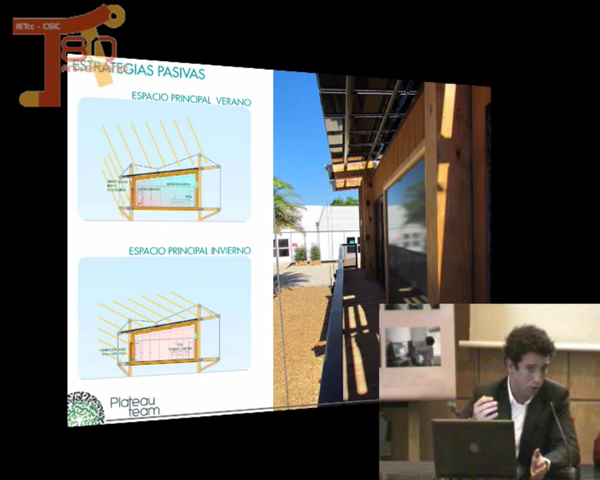 IETcc - CSIC
80
ESTRATEGIAS PASIVAS
ESPACIO PRINCIPAL VERANO
ESPACIO PRINCIPAL INVIERNO
Plateau
team